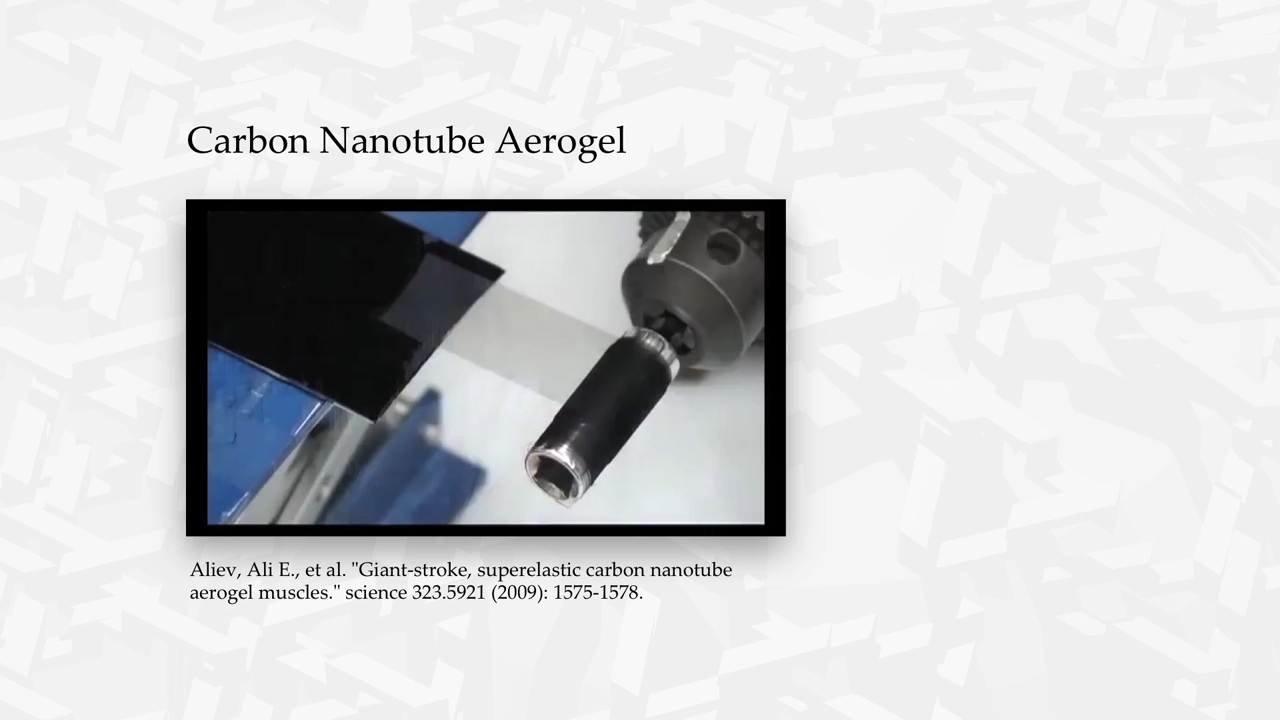 Carbon Nanotube Aerogel
Aliev, Ali E., et al. "Giant-stroke, superelastic carbon nanotube
aerogel muscles." science 323.5921 (2009): 1575-1578.